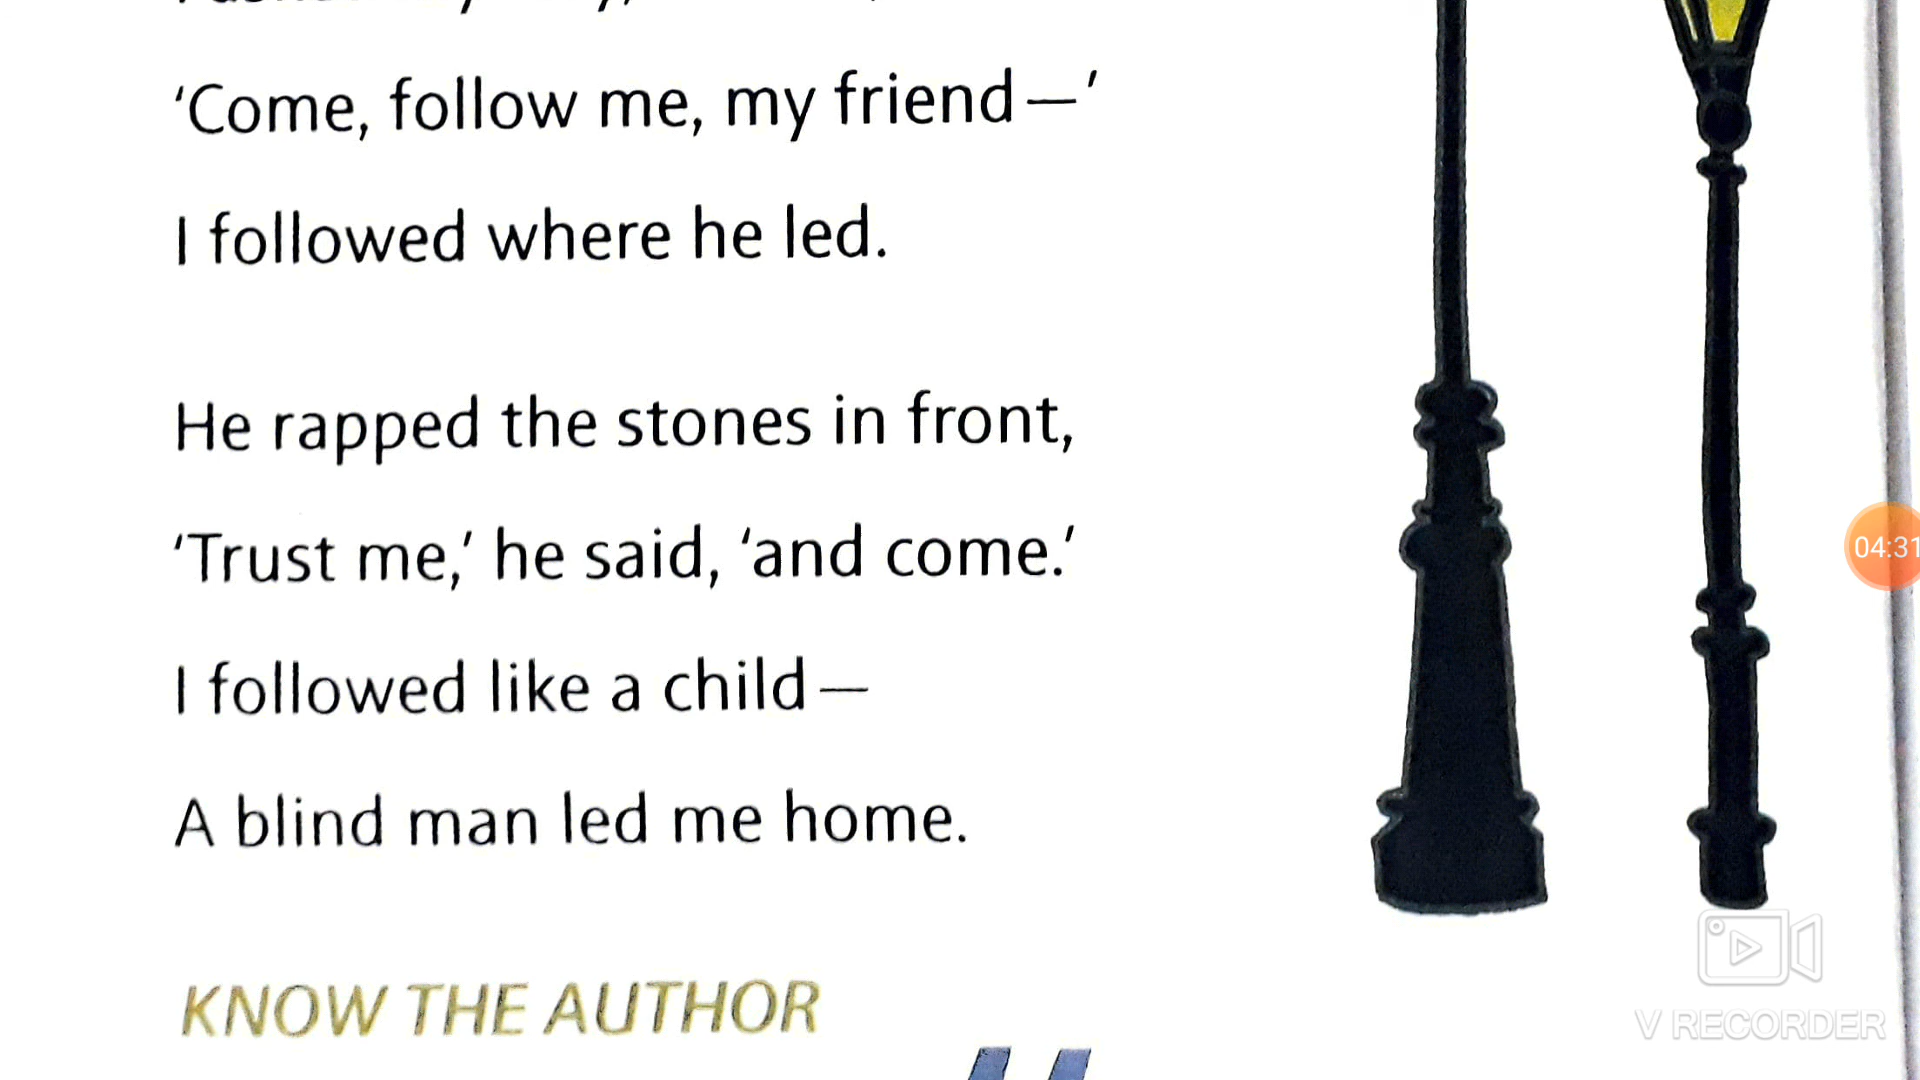 ‘Come, follow me, my friend—’
I followed where he led.
He rapped the stones in front,
‘Trust me,’ he said, ‘and come.’
I followed like a child—
A blind man led me home.
KNOW THE AUTHOR
04:31
V RECORDER